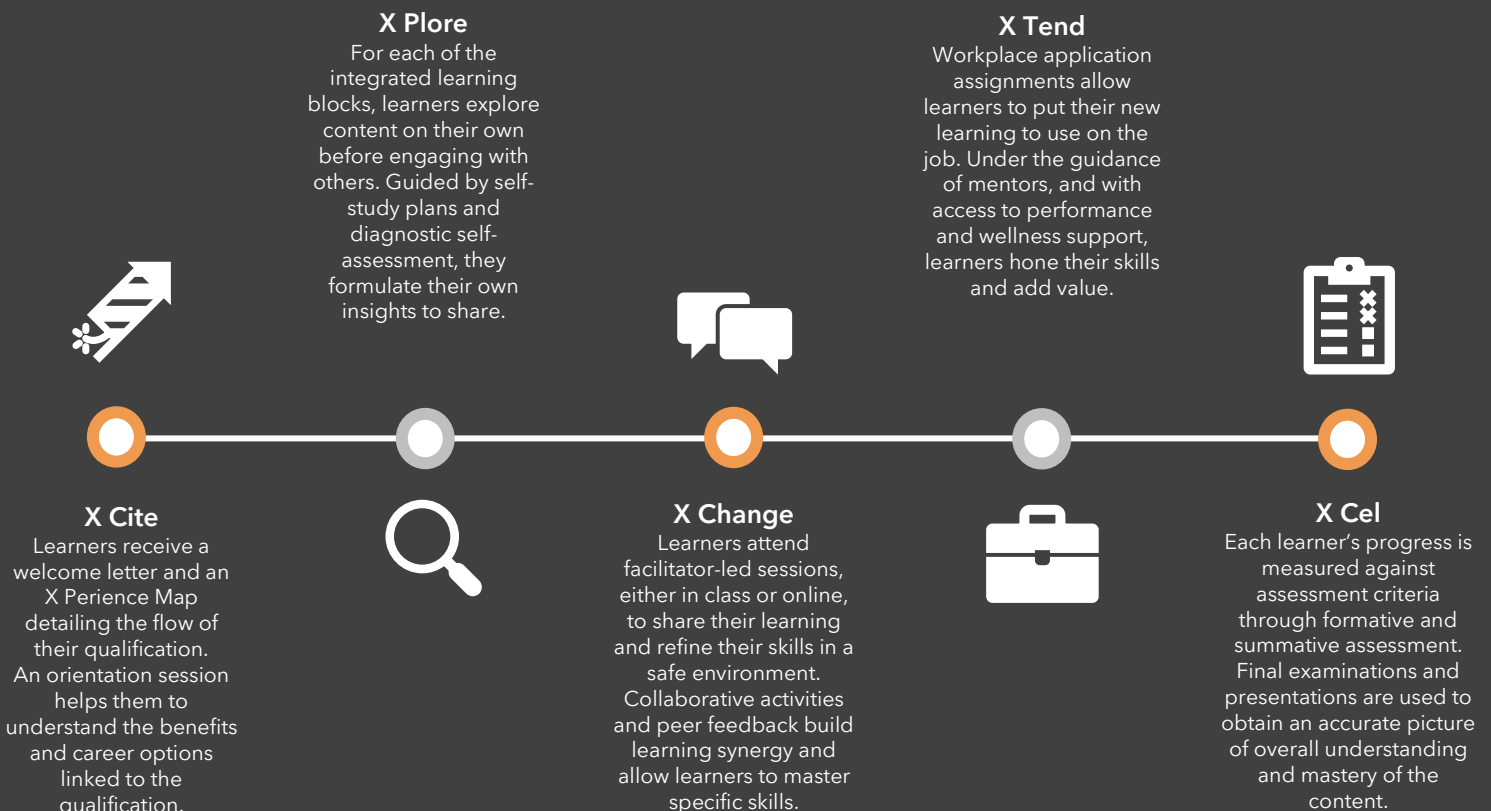 X Cite
Learners receive a
welcome letter and an
X Perience Map
detailing the flow of
their qualification.
An orientation session
helps them to
understand the benefits
and career options
linked to the
qualification.
X Plore
For each of the
integrated learning
blocks, learners explore
content on their own
before engaging with
others. Guided by self-
study plans and
diagnostic self-
assessment, they
formulate their own
insights to share.
X Change
Learners attend
facilitator-led sessions,
either in class or online,
to share their learning
and refine their skills in a
safe environment.
Collaborative activities
and peer feedback build
learning synergy and
allow learners to master
specific skills.
X Tend
Workplace application
assignments allow
learners to put their new
learning to use on the
job. Under the guidance
of mentors, and with
access to performance
and wellness support,
learners hone their skills
and add value.
X Cel
Each learner’s progress is
measured against
assessment criteria
through formative and
summative assessment.
Final examinations and
presentations are used to
obtain an accurate picture
of overall understanding
and mastery of the
content.